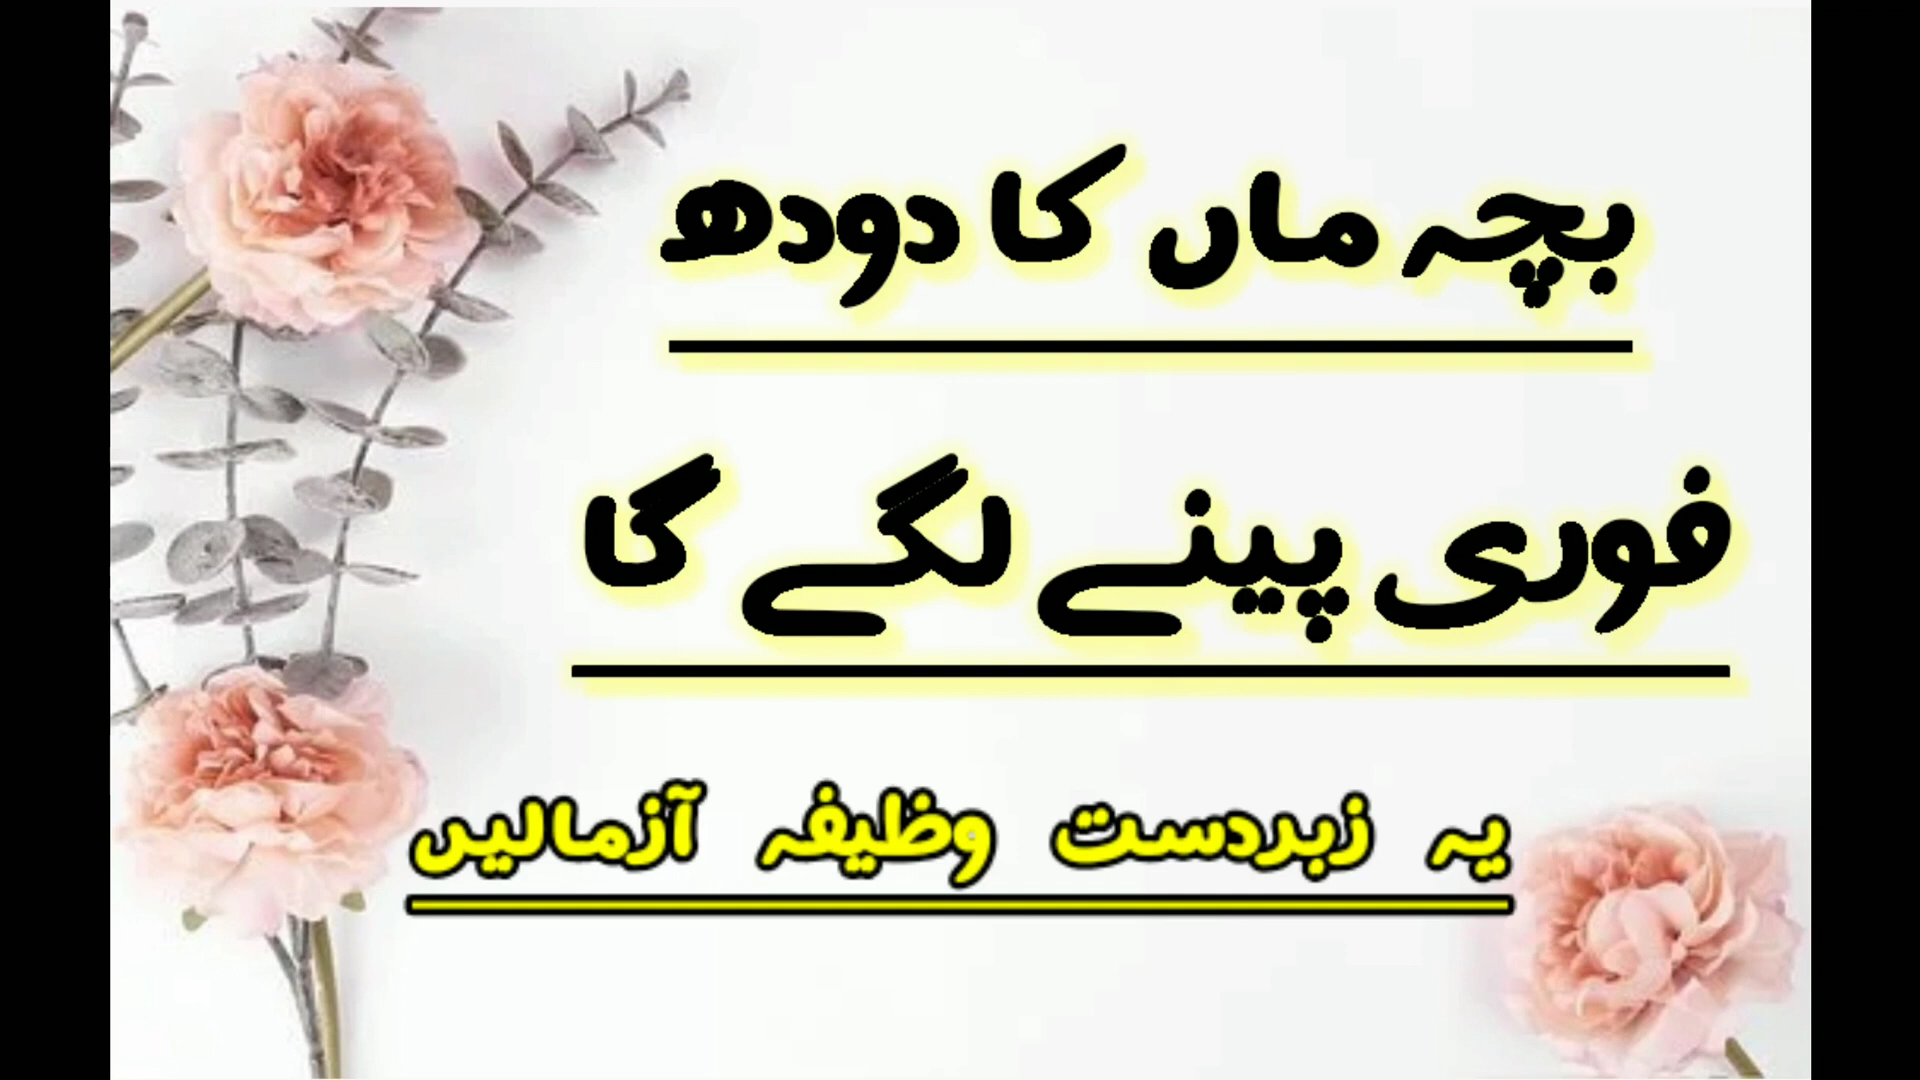 بچہ ماں کا دودھ
فوری پینے لگے گا
یہ زبردست وظیفہ آزمالیں